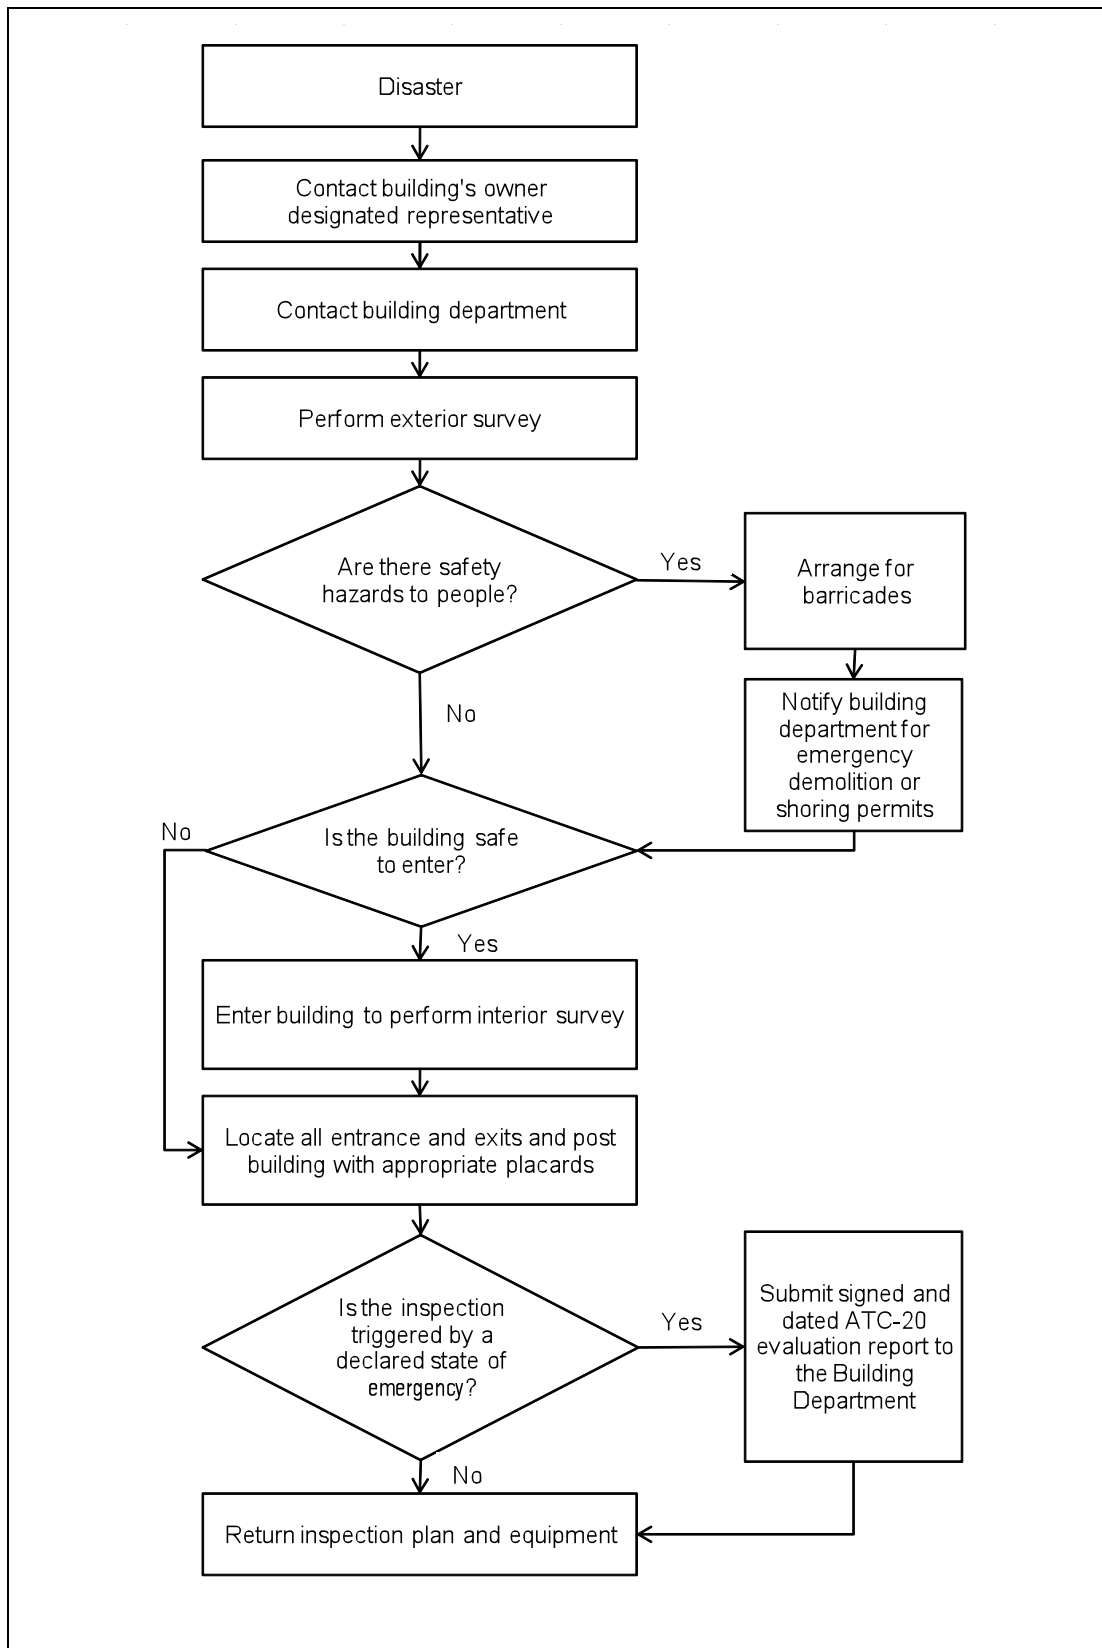 Disaster
Contact building's owner
designated representative
Contact building department
Perform exterior survey
Are there safety
hazards to people?
Yes
Arrange for
barricades
No
Notify building
department for
emergency
demolition or
shoring permits
No
Is the building safe
to enter?
Yes
Enter building to perform interior survey
Locate all entrance and exits and post
building with appropriate placards
Is the inspection
triggered by a
declared state of
emergency?
Yes
Submit signed and
dated ATC-20
evaluation report to
the Building
Department
No
Return inspection plan and equipment